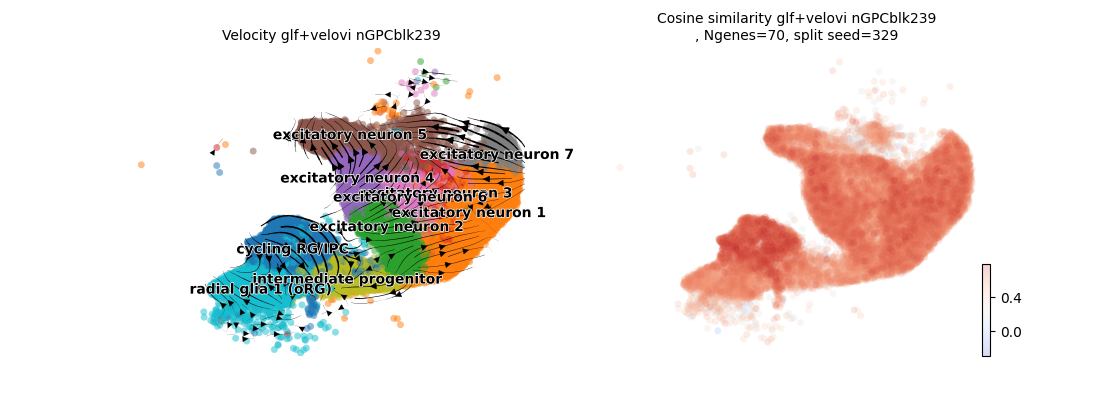 Velocity glf+velovi nGPCblk239
Cosine similarity glf+velovi nGPCblk239
, Ngenes=70, split seed=329
excitatory neuron 5
excitatory neuron 7
excitatory neuron 4
excitatory neuron 3
excitatory neuron 6
excitatory neuron 1
excitatory neuron 2
cycling RG/IPC
intermediate progenitor
radial glia 1 (oRG)
0.4
0.0